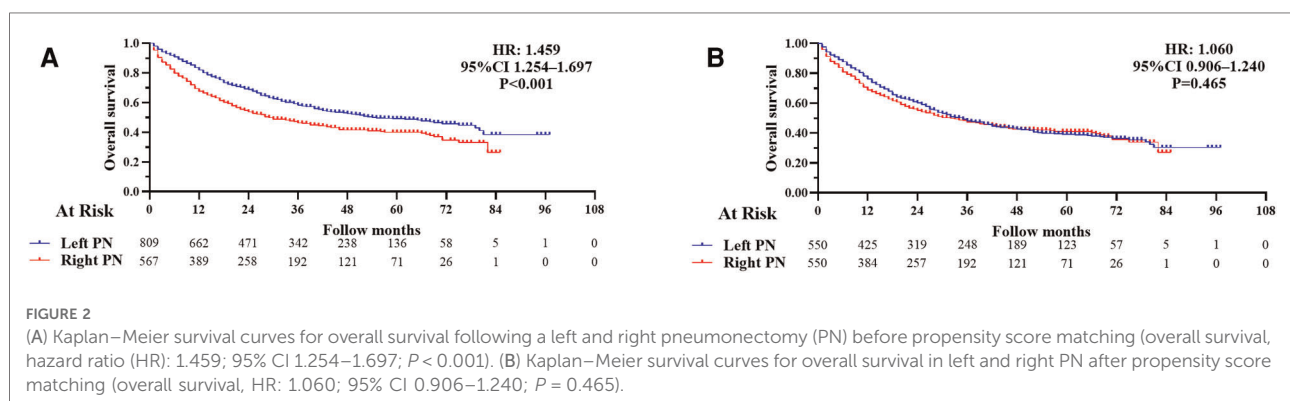 A
HR: 1.459
95%CI 1.254–1.697
P<0.001
Overall survival
1.0
0.8
0.6
0.4
0.2
0.0
0 12 24 36 48 60 72 84 96 108
At Risk
Follow months
Left PN 809 662 471 342 238 136 58 5 1 0
Right PN 567 389 258 192 121 71 26 1 0 0
B
HR: 1.060
95%CI 0.906–1.240
P=0.465
Overall survival
1.00
0.80
0.60
0.40
0.20
0.00
0 12 24 36 48 60 72 84 96 108
At Risk
Follow months
Left PN 550 425 319 248 189 123 57 5 1 0
Right PN 550 384 257 192 121 71 26 1 0 0
FIGURE 2
(A) Kaplan–Meier survival curves for overall survival following a left and right pneumonectomy (PN) before propensity score matching (overall survival,
hazard ratio (HR): 1.459; 95% CI 1.254–1.697; P < 0.001). (B) Kaplan–Meier survival curves for overall survival in left and right PN after propensity score
matching (overall survival, HR: 1.060; 95% CI 0.906–1.240; P = 0.465).